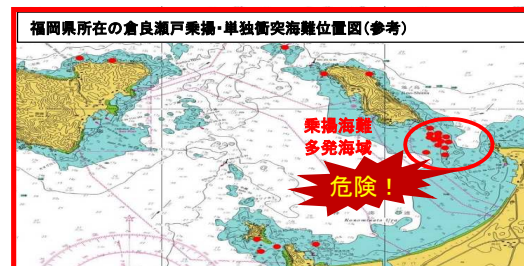 福岡県所在の倉良瀬戸乗揚・単独衝突海難位置図（参考）
乗揚海難
多発海域
危険！